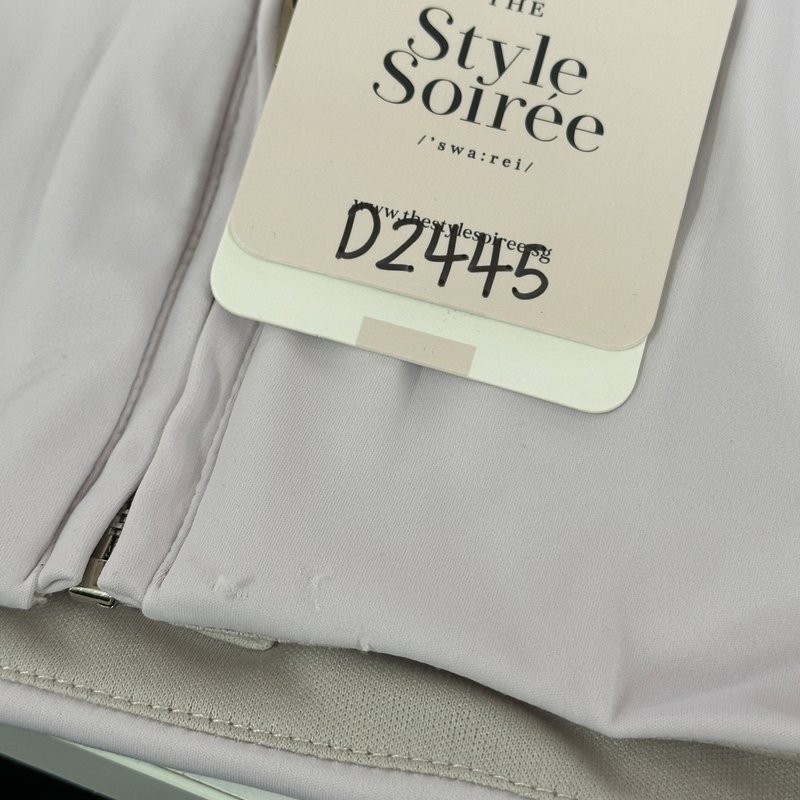 THE
Style
Soirée
/'swa:rei/
www.thestylesoiree.sg
D2445